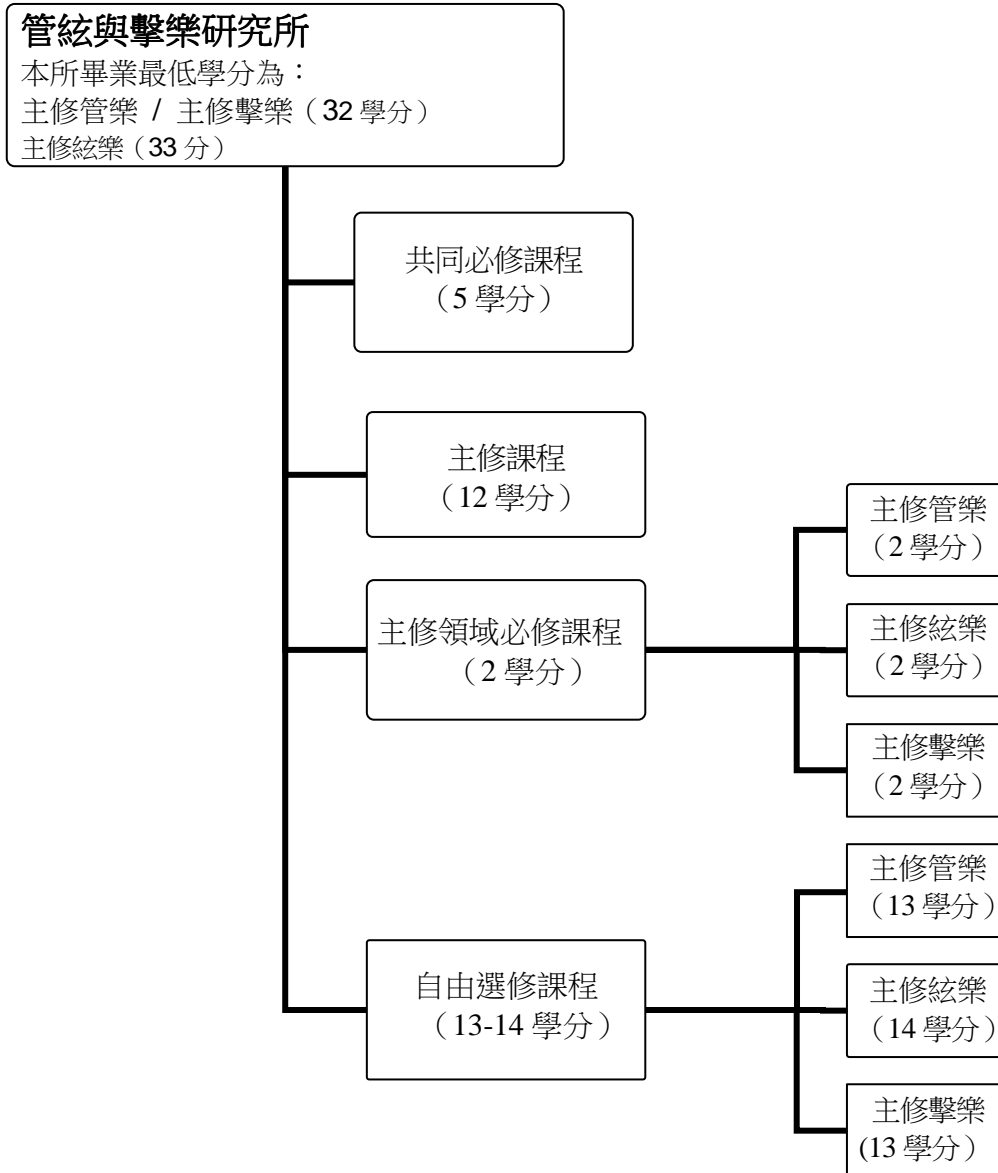 管絃與擊樂研究所
本所畢業最低學分為：
主修管樂 / 主修擊樂（32 學分）
主修絃樂（33 分）
共同必修課程
（5 學分）
主修課程
（12 學分）
主修領域必修課程
（2 學分）
主修管樂
（2 學分）
主修絃樂
（2 學分）
主修擊樂
（2 學分）
自由選修課程
（13-14 學分）
主修管樂
（13 學分）
主修絃樂
（14 學分）
主修擊樂
(13 學分）